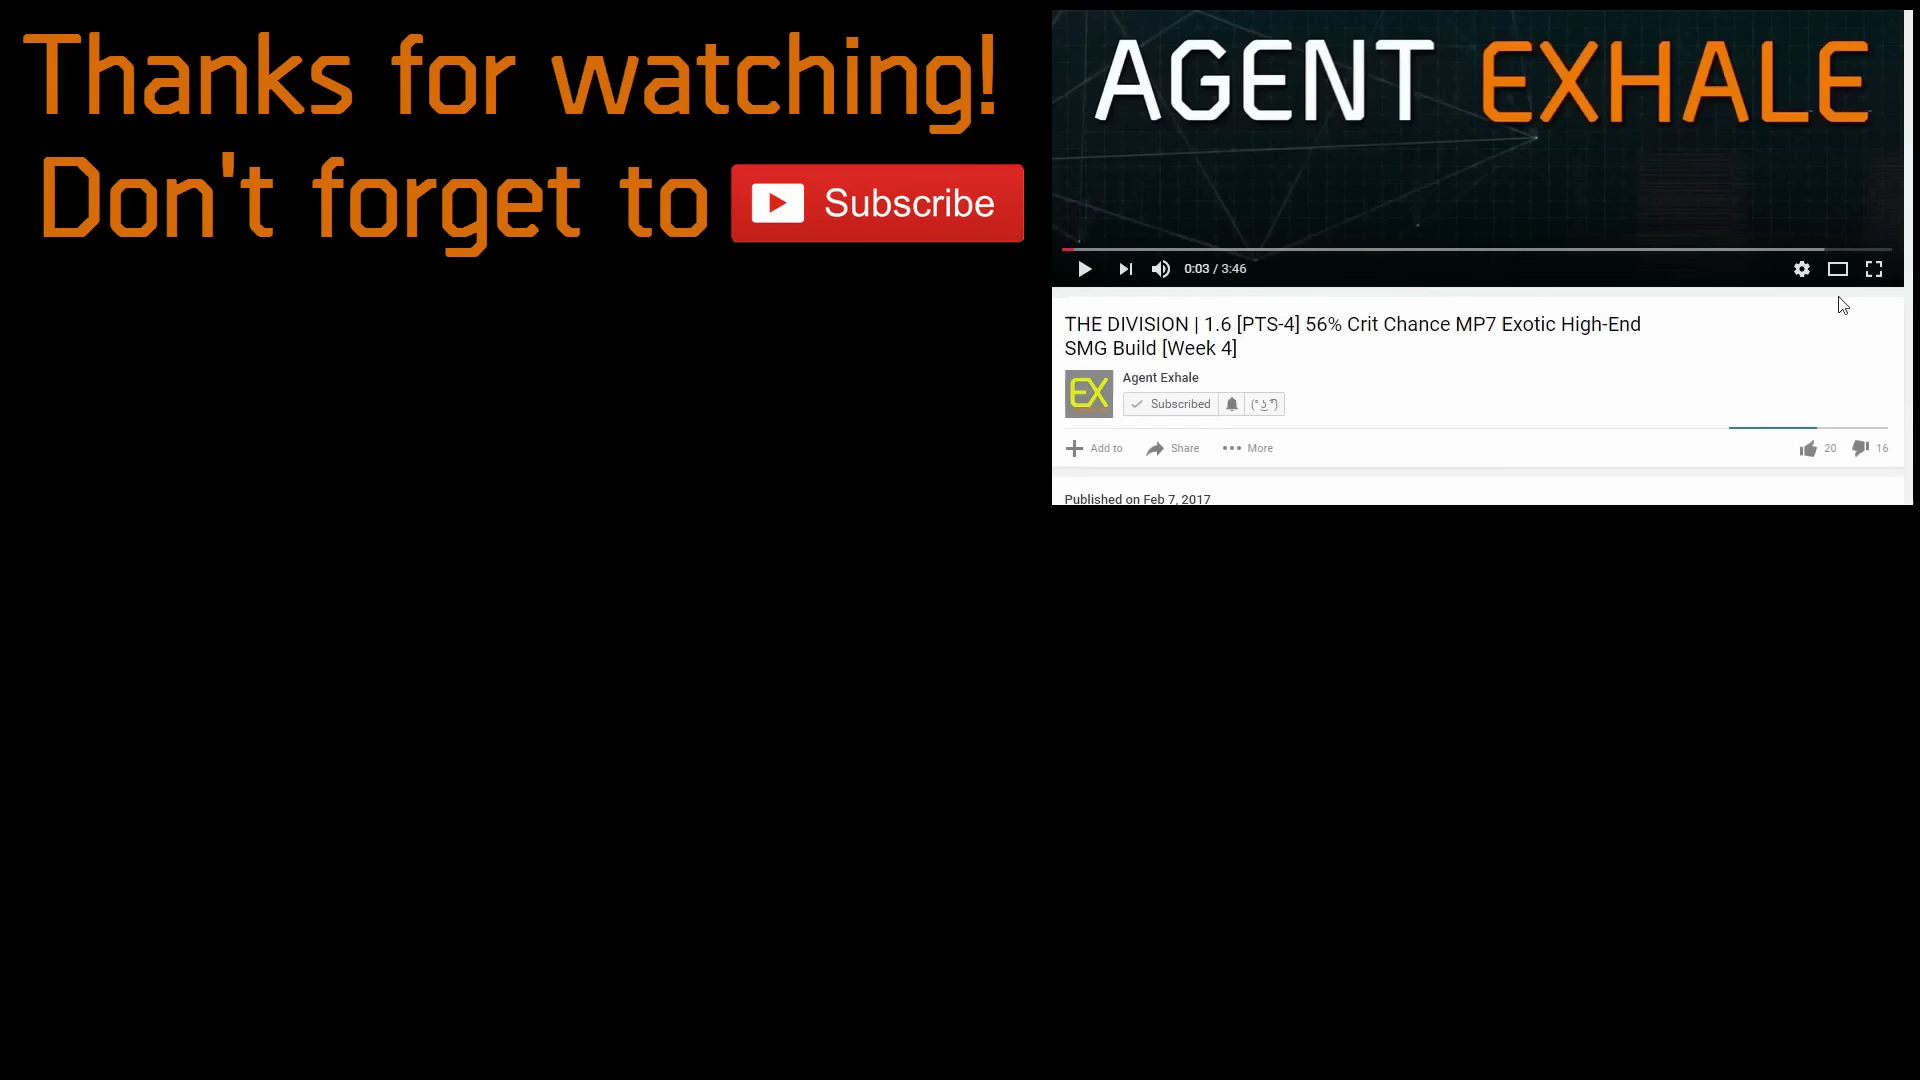 Thanks for watching!
Don't forget to Subscribe
AGENT EXHALE
0:03 / 3:46
THE DIVISION | 1.6 [PTS-4] 56% Crit Chance MP7 Exotic High-End
SMG Build [Week 4]
EX
Agent Exhale
Subscribed
Add to Share More 20 16
Published on Feb 7, 2017